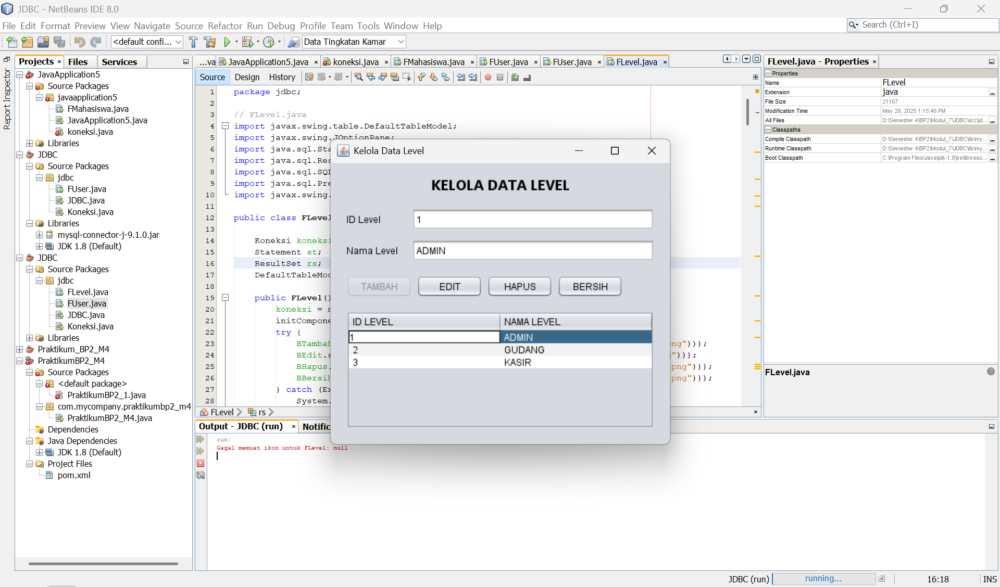 JDBC - NetBeans IDE 8.0
File Edit Format Preview View Navigate Source Refactor Run Debug Profile Team Tools Window Help
Search (Ctrl+I)
<default confi...
Data Tingkatan Kamar
Report Inspector
Projects
Files
Services
JavaApplication5
Source Packages
javaapplication5
FMahasiswa.java
JavaApplication5.java
koneksi.java
Libraries
JDBC
Source Packages
jdbc
FUser.java
JDBC.java
Koneksi.java
Libraries
mysql-connector-j-9.1.0.jar
JDK 1.8 (Default)
JDBC
Source Packages
jdbc
FLevel.java
FUser.java
JDBC.java
Koneksi.java
Libraries
Praktikum_BP2_M4
PraktikumBP2_M4
Source Packages
<default package>
PraktikumBP2_1.java
com.mycompany.praktikumbp2_m4
PraktikumBP2_M4.java
Dependencies
Java Dependencies
JDK 1.8 (Default)
Project Files
pom.xml
...va JavaApplication5.java koneksi.java FMahasiswa.java FUser.java FUser.java FLevel.java
Source Design History
1 package jdbc;
2
3 // FLevel.java
4 import javax.swing.table.DefaultTableModel;
5 import javax.swing.JOptionPane;
6 import java.sql.Sta
7 import java.sql.Res
8 import java.sql.SQL
9 import java.sql.Pre
10 import javax.swing.
11
12 public class FLevel
13
14 Koneksi koneksi
15 Statement st;
16 ResultSet rs;
17 DefaultTableMod
18
19 public FLevel()
20 koneksi = n
21 initCompone
22 try {
23 BTambah ng")));
24 BEdit.s ")));
25 BHapus. png")));
26 BBersih png")));
27 } catch (Ex
28 System.
FLevel
rs
Kelola Data Level
KELOLA DATA LEVEL
ID Level 1
Nama Level ADMIN
TAMBAH EDIT HAPUS BERSIH
ID LEVEL NAMA LEVEL
1 ADMIN
2 GUDANG
3 KASIR
Output - JDBC (run)
Notific
run:
Gagal memuat ikon untuk FLevel: null
FLevel.java - Properties
Properties
Name FLevel
Extension java
File Size 21167
Modification Time May 28, 2025 1:15:46 PM
All Files D:\Semester 4\BP2\Modul_7\JDBC\src\jd...
Classpaths
Compile Classpath D:\Semester 4\BP2\Modul_7\JDBC\lib\my...
Runtime Classpath D:\Semester 4\BP2\Modul_7\JDBC\lib\my...
Boot Classpath C:\Program Files\Java\jdk-1.8\jre\lib\reso...
FLevel.java
JDBC (run)
running...
16:18
INS